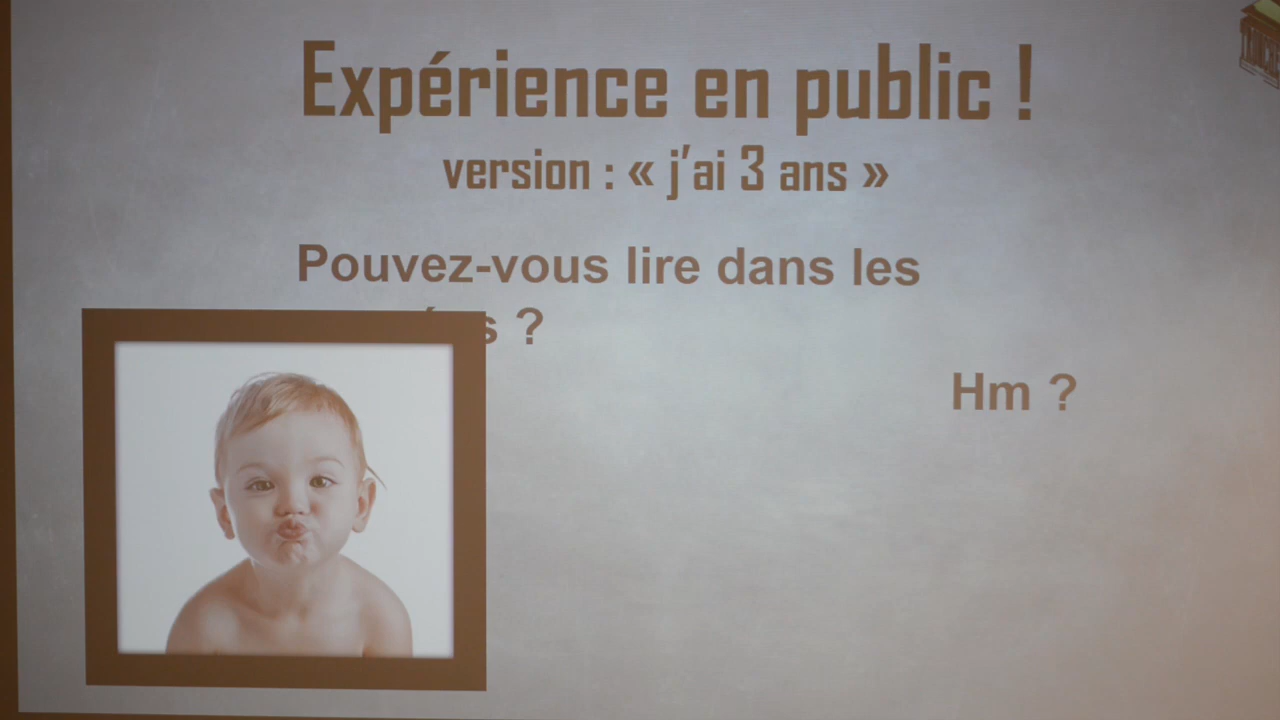 Expérience en public !
version : « j’ai 3 ans »
Pouvez-vous lire dans les
?
Hm ?